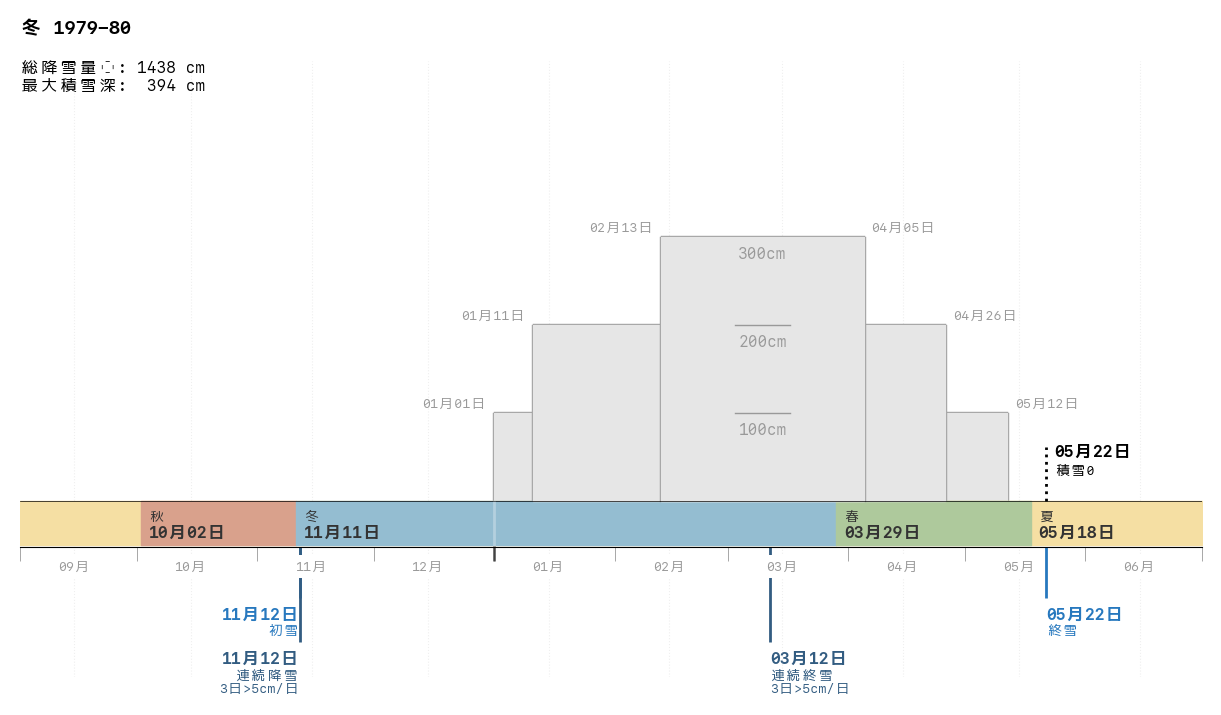 冬 1979–80
総降雪量: 1438 cm
最大積雪深: 394 cm
02月13日
04月05日
300cm
01月11日
04月26日
200cm
01月01日
05月12日
100cm
05月22日
積雪0
秋
10月02日
冬
11月11日
春
03月29日
夏
05月18日
09月
10月
11月
12月
01月
02月
03月
04月
05月
06月
11月12日
初雪
11月12日
連続降雪
3日>5cm/日
03月12日
連続終雪
3日>5cm/日
05月22日
終雪